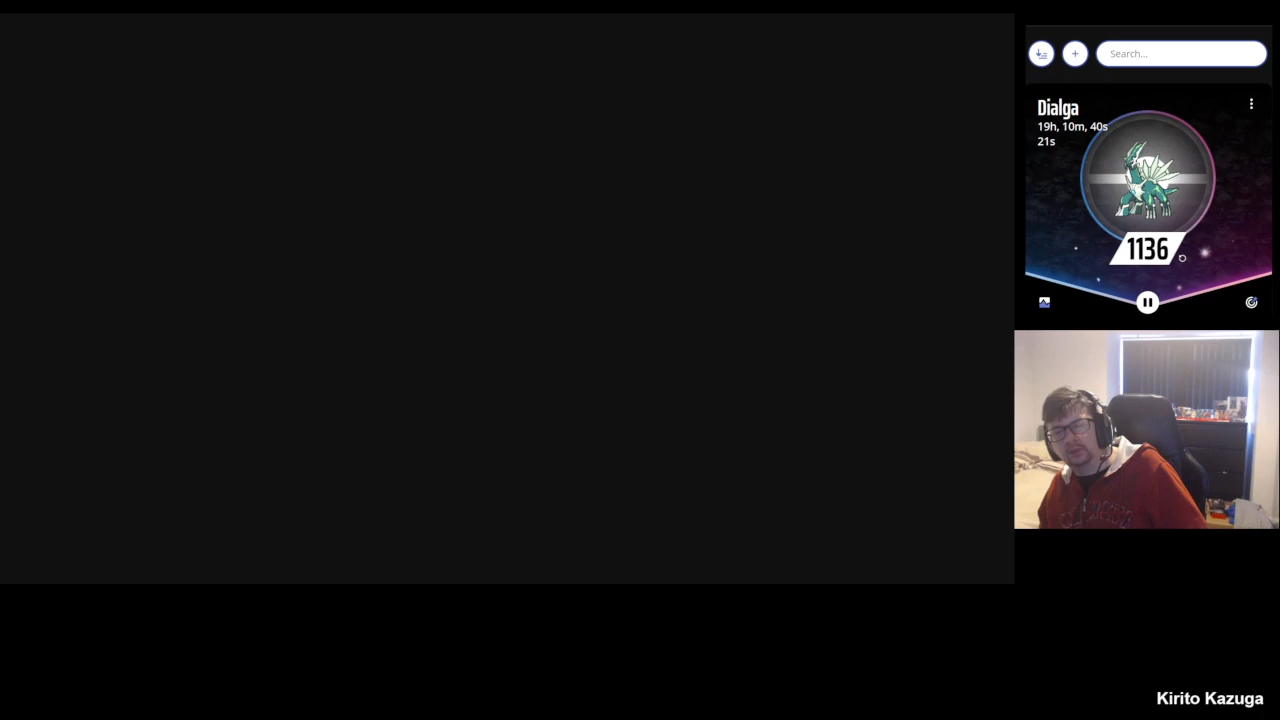 Search...
Dialga
19h, 10m, 40s
21s
1136
Kirito Kazuga